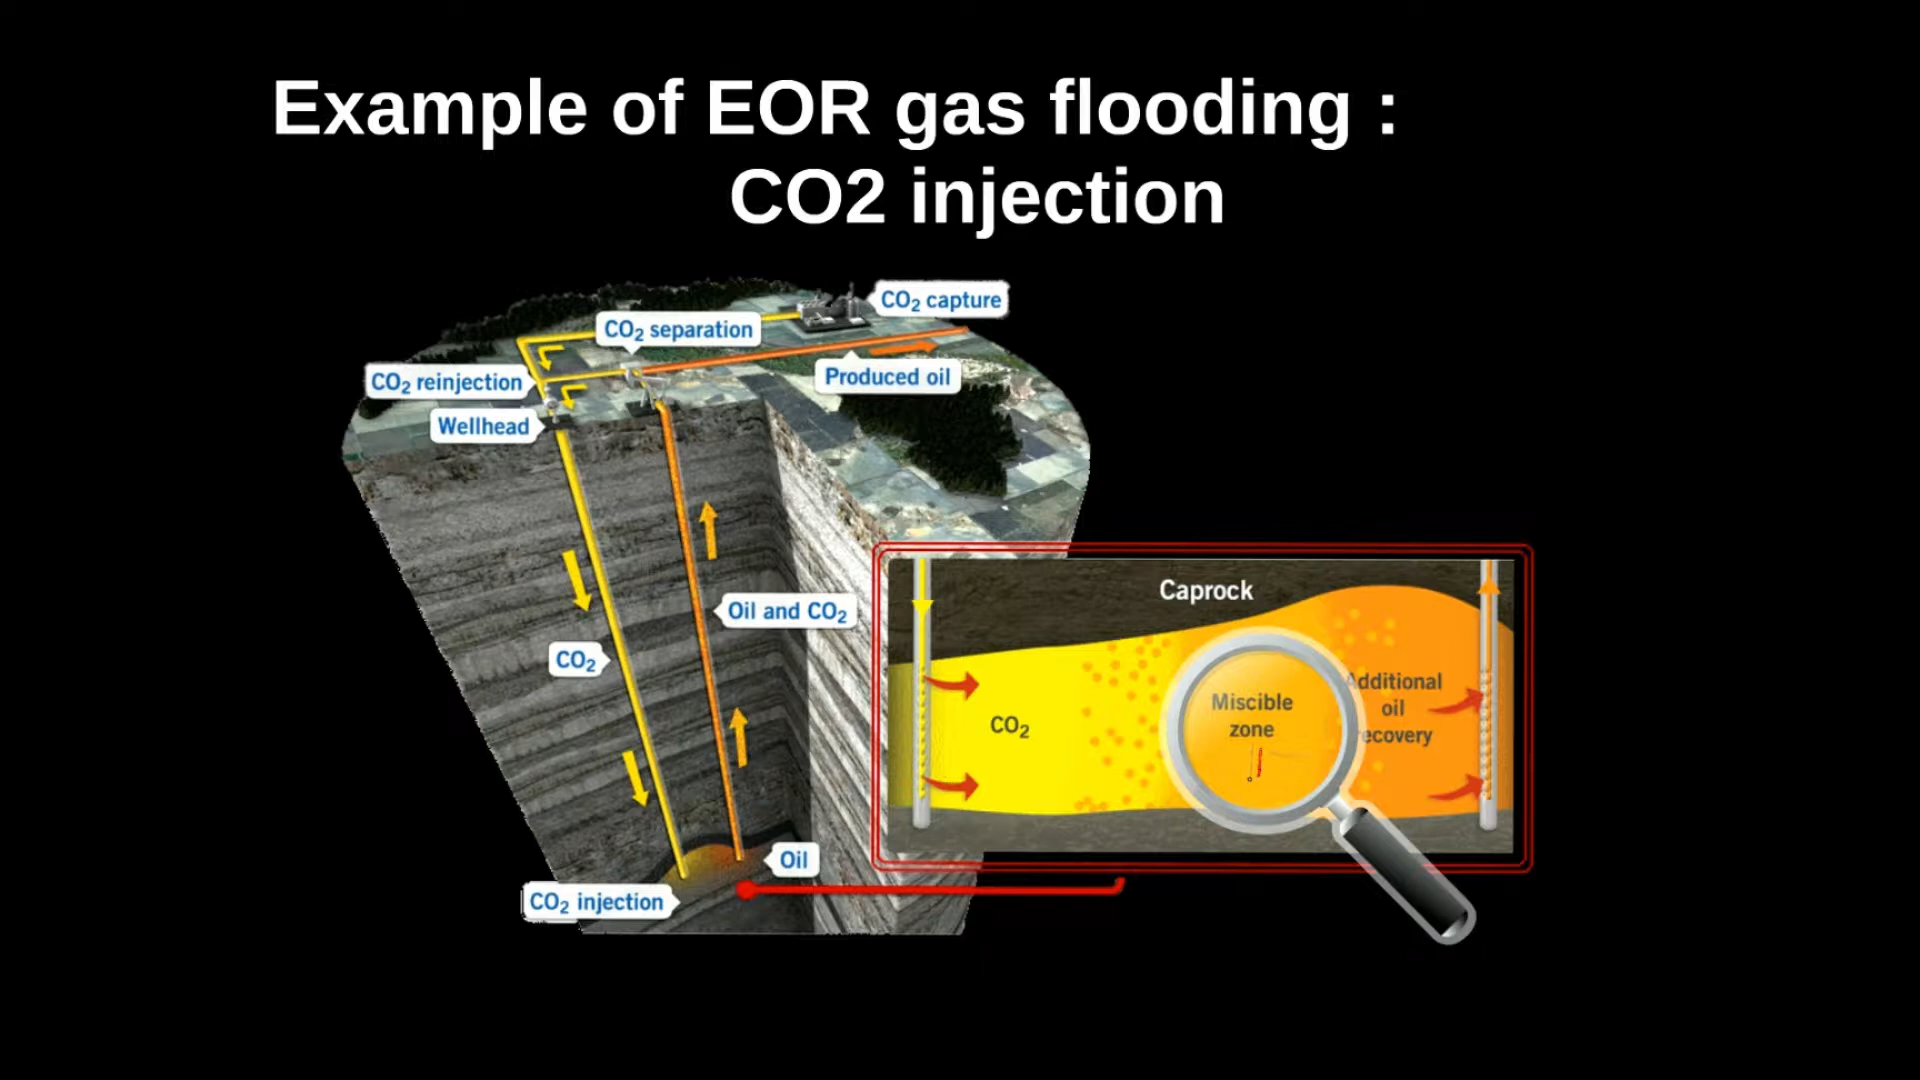 Example of EOR gas flooding :
CO2 injection
CO₂ capture
CO₂ separation
Produced oil
CO₂ reinjection
Wellhead
Oil and CO₂
CO₂
Oil
CO₂ injection
Caprock
CO₂
Miscible
zone
Additional
oil
ecovery